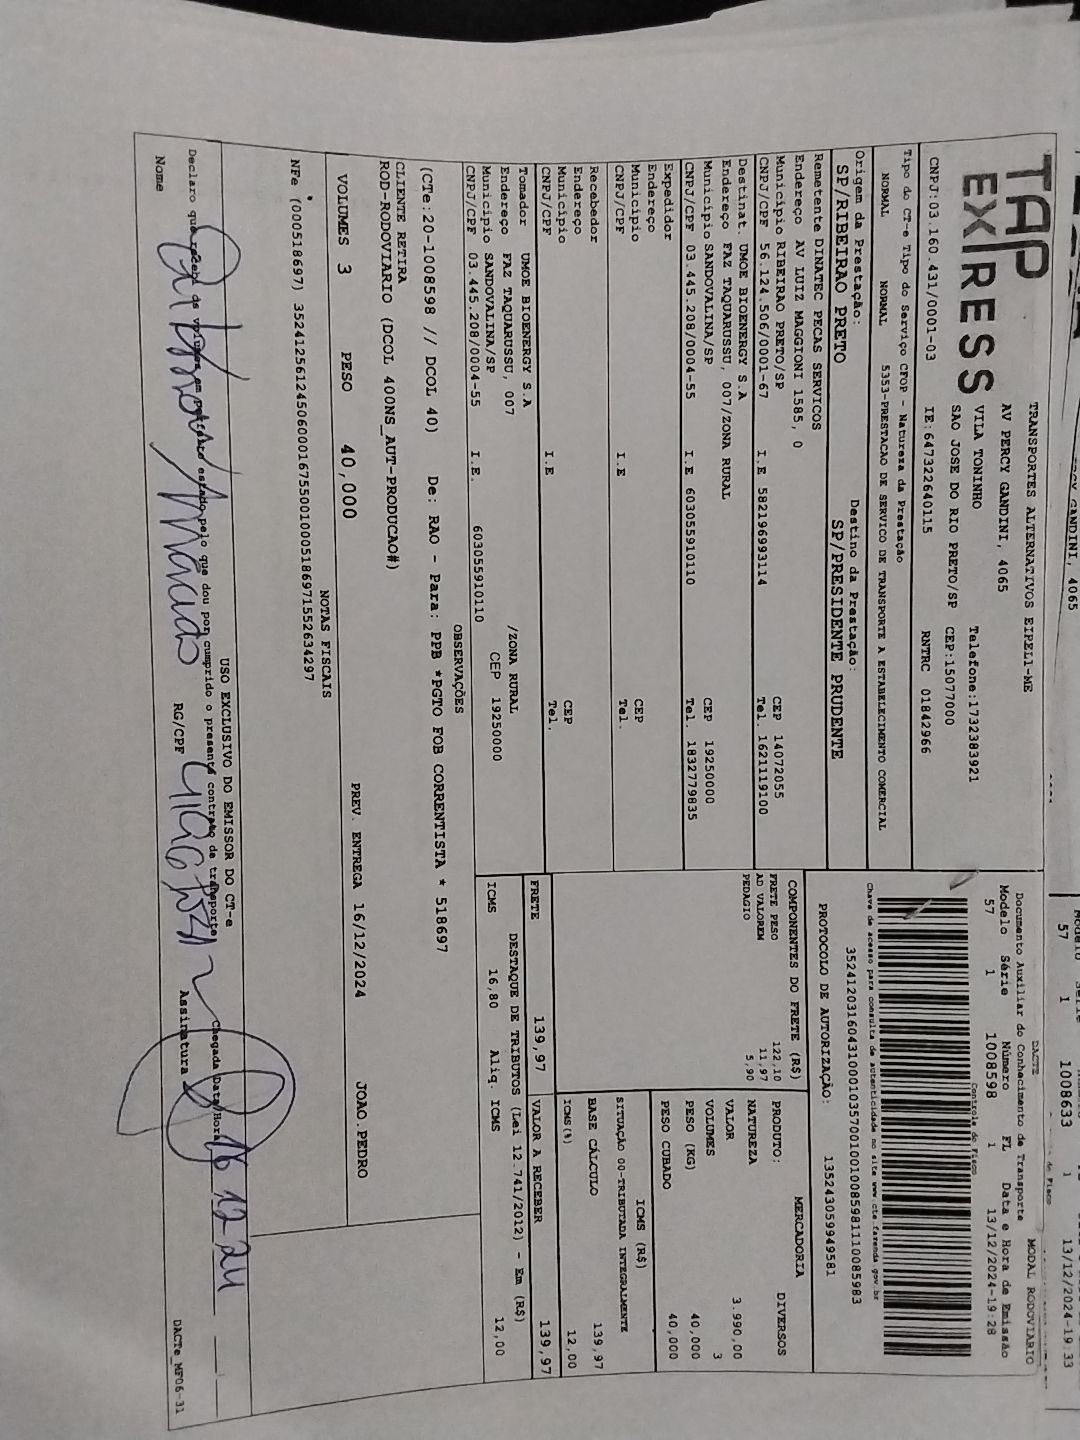 TAP
EX/RESS
TRANSPORTES ALTERNATIVOS EIPELI-ME
AV PERCY GANDINI, 4065
VILA TONINHO Telefone:1732383921
SAO JOSE DO RIO PRETO/SP CEP:15077000
CNPJ:03.160.431/0001-03 IE:647322640115 RNTRC 01842966
Tipo do CT-e Tipo do Serviço CFOP - Natureza da Prestação
NORMAL NORMAL 5353-PRESTACAO DE SERVICO DE TRANSPORTE A ESTABELECIMENTO COMERCIAL
Origem da Prestação: Destino da Prestação:
SP/RIBEIRAO PRETO SP/PRESIDENTE PRUDENTE
Remetente DINATEC PECAS SERVICOS
Endereço AV LUIZ MAGGIONI 1585, 0
Municipio RIBEIRAO PRETO/SP CEP 14072055
CNPJ/CPF 56.124.506/0001-67 I.E 582196993114 Tel. 1621119100
Destinat. UMOE BIOENERGY S.A
Endereço FAZ TAQUARUSSU, 007/ZONA RURAL
Municipio SANDOVALINA/SP CEP 19250000
CNPJ/CPF 03.445.208/0004-55 I.E 603055910110 Tel. 1832779835
Expedidor
Endereço
Municipio CEP
CNPJ/CPF I.E Tel.
Recebedor
Endereço
Municipio CEP
CNPJ/CPF I.E Tel.
Tomador UMOE BIOENERGY S.A
Endereço FAZ TAQUARUSSU, 007 /ZONA RURAL
Municipio SANDOVALINA/SP CEP 19250000
CNPJ/CPF 03.445.208/0004-55 I.E. 603055910110
DACTE MODAL RODOVIARIO
Documento Auxiliar do Conhecimento de Transporte
Modelo Série Número FL Data e Hora de Emissão
57 1 1008598 1 13/12/2024-19:28
Controle do Fisco
Chave de acesso para consulta de autenticidade no site www.cte.fazenda.gov.br
35241203160431000103570010010085981110085983
PROTOCOLO DE AUTORIZAÇÃO: 135243059949581
COMPONENTES DO FRETE (R$)
FRETE PESO 122,10
AD VALOREM 11,97
PEDAGIO 5,90
MERCADORIA
PRODUTO: DIVERSOS
NATUREZA
VALOR 3.990,00
VOLUMES 3
PESO (KG) 40,000
PESO CUBADO 40,000
ICMS (R$)
SITUAÇÃO 00-TRIBUTADA INTEGRALMENTE
BASE CÁLCULO 139,97
ICMS(%) 12,00
FRETE 139,97 VALOR A RECEBER 139,97
DESTAQUE DE TRIBUTOS (Lei 12.741/2012) - Em (R$)
ICMS 16,80 Aliq. ICMS 12,00
OBSERVAÇÕES
(CTe:20-1008598 // DCOL 40) De: RAO - Para: PPB *PGTO FOB CORRENTISTA * 518697
CLIENTE RETIRA
ROD-RODOVIARIO (DCOL 400NS_AUT-PRODUCAO#)
VOLUMES 3 PESO 40,000 PREV. ENTREGA 16/12/2024 JOAO.PEDRO
NOTAS FISCAIS
NFe (000518697) 35241256124506000167550010005186971552634297
USO EXCLUSIVO DO EMISSOR DO CT-e
Declaro que recebi os volumes em perfeito estado pelo que dou por cumprido o presente contrato de transporte Chegada Data/Hora 16 12 24
Nome RG/CPF Assinatura
DACTe_MF06-31
GANDINI, 4065
57 1 1008633 1 13/12/2024-19:33